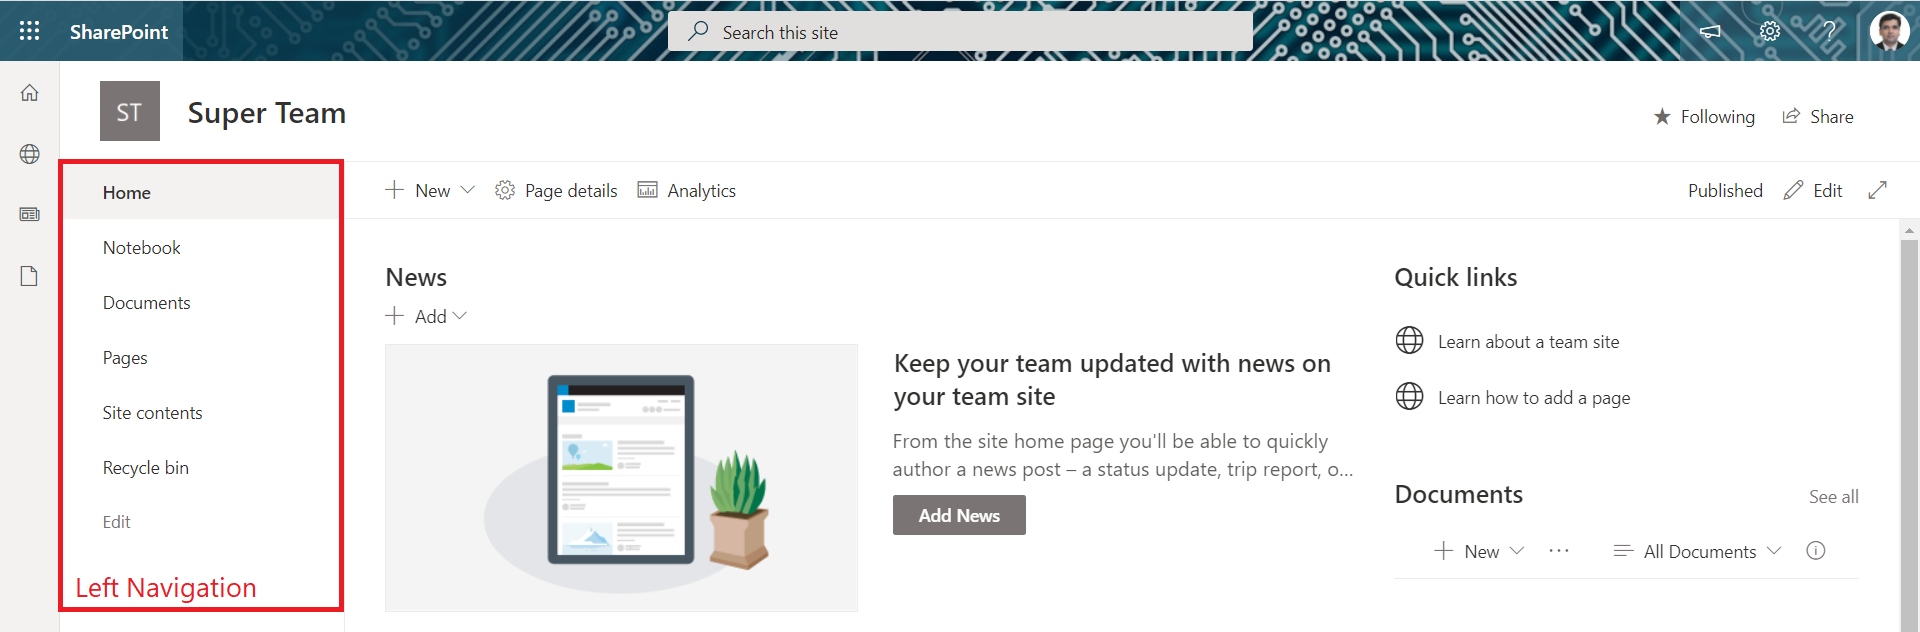 SharePoint
Search this site
?
ST
Super Team
Following
Share
Home
Notebook
Documents
Pages
Site contents
Recycle bin
Edit
Left Navigation
New
Page details
Analytics
Published
Edit
News
Add
Keep your team updated with news on
your team site
From the site home page you'll be able to quickly
author a news post – a status update, trip report, o...
Add News
Quick links
Learn about a team site
Learn how to add a page
Documents
See all
New
...
All Documents